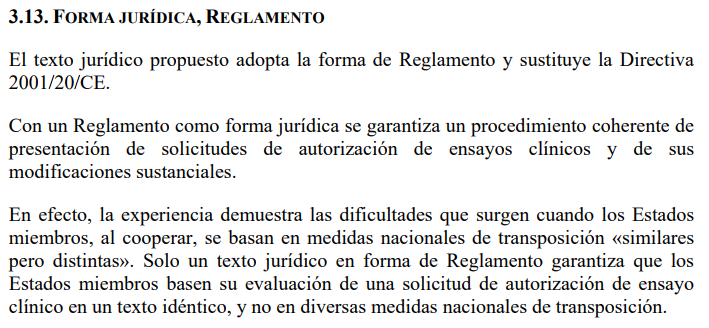 3.13. FORMA JURÍDICA, REGLAMENTO
El texto jurídico propuesto adopta la forma de Reglamento y sustituye la Directiva
2001/20/CE.
Con un Reglamento como forma jurídica se garantiza un procedimiento coherente de
presentación de solicitudes de autorización de ensayos clínicos y de sus
modificaciones sustanciales.
En efecto, la experiencia demuestra las dificultades que surgen cuando los Estados
miembros, al cooperar, se basan en medidas nacionales de transposición «similares
pero distintas». Solo un texto jurídico en forma de Reglamento garantiza que los
Estados miembros basen su evaluación de una solicitud de autorización de ensayo
clínico en un texto idéntico, y no en diversas medidas nacionales de transposición.